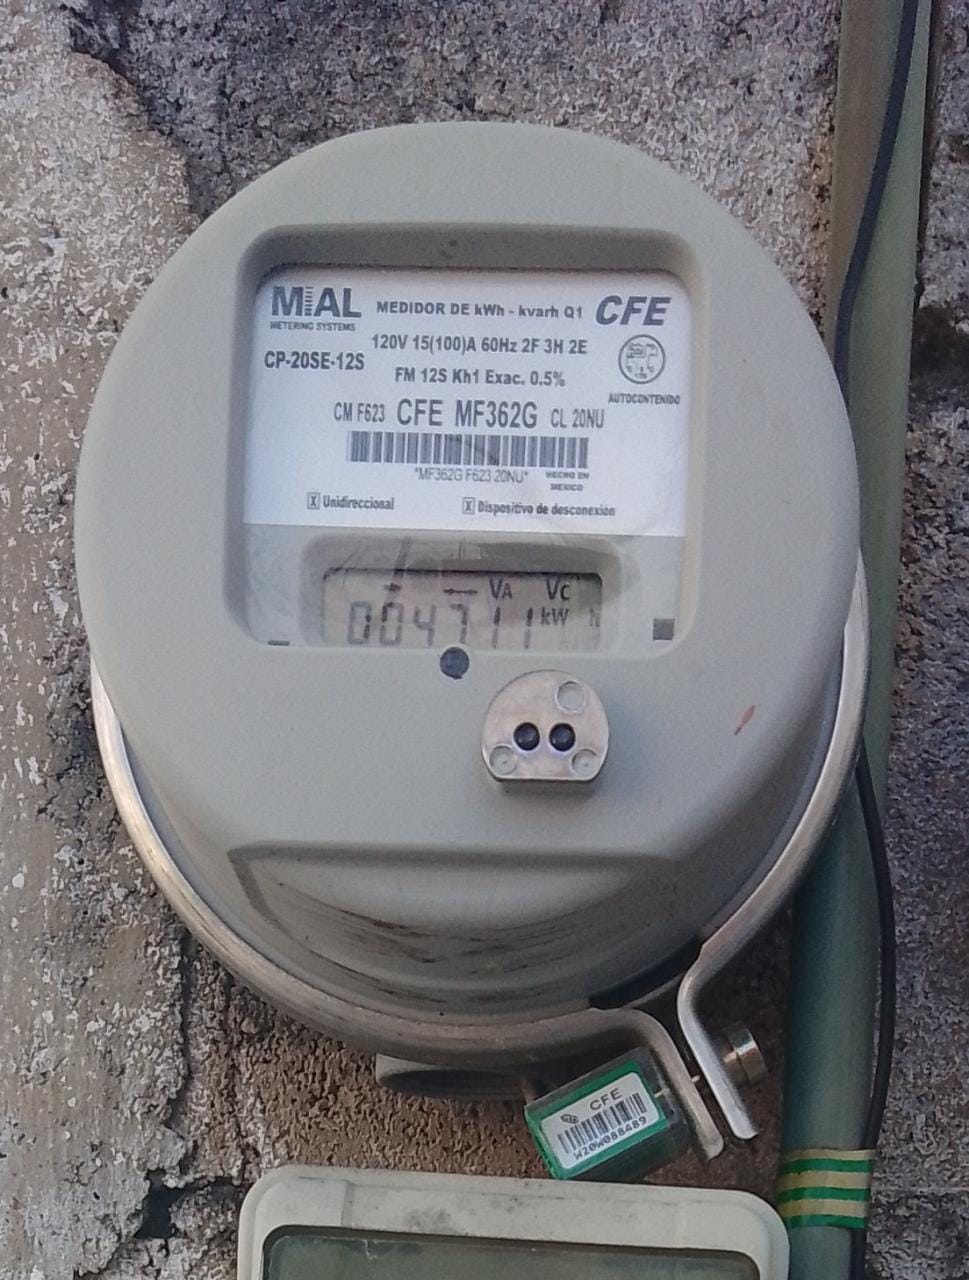 MIAL
METERING SYSTEMS
MEDIDOR DE kWh - kvarh Q1
CFE
120V 15(100)A 60Hz 2F 3H 2E
CP-20SE-12S
FM 12S Kh1 Exac. 0.5%
AUTOCONTENIDO
CM F623 CFE MF362G CL 20NU
*MF362G F623 20NU*
HECHO EN
MEXICO
X Unidireccional
X Dispositivo de desconexión
VA VC
004711 kW h
CFE
W20W088489